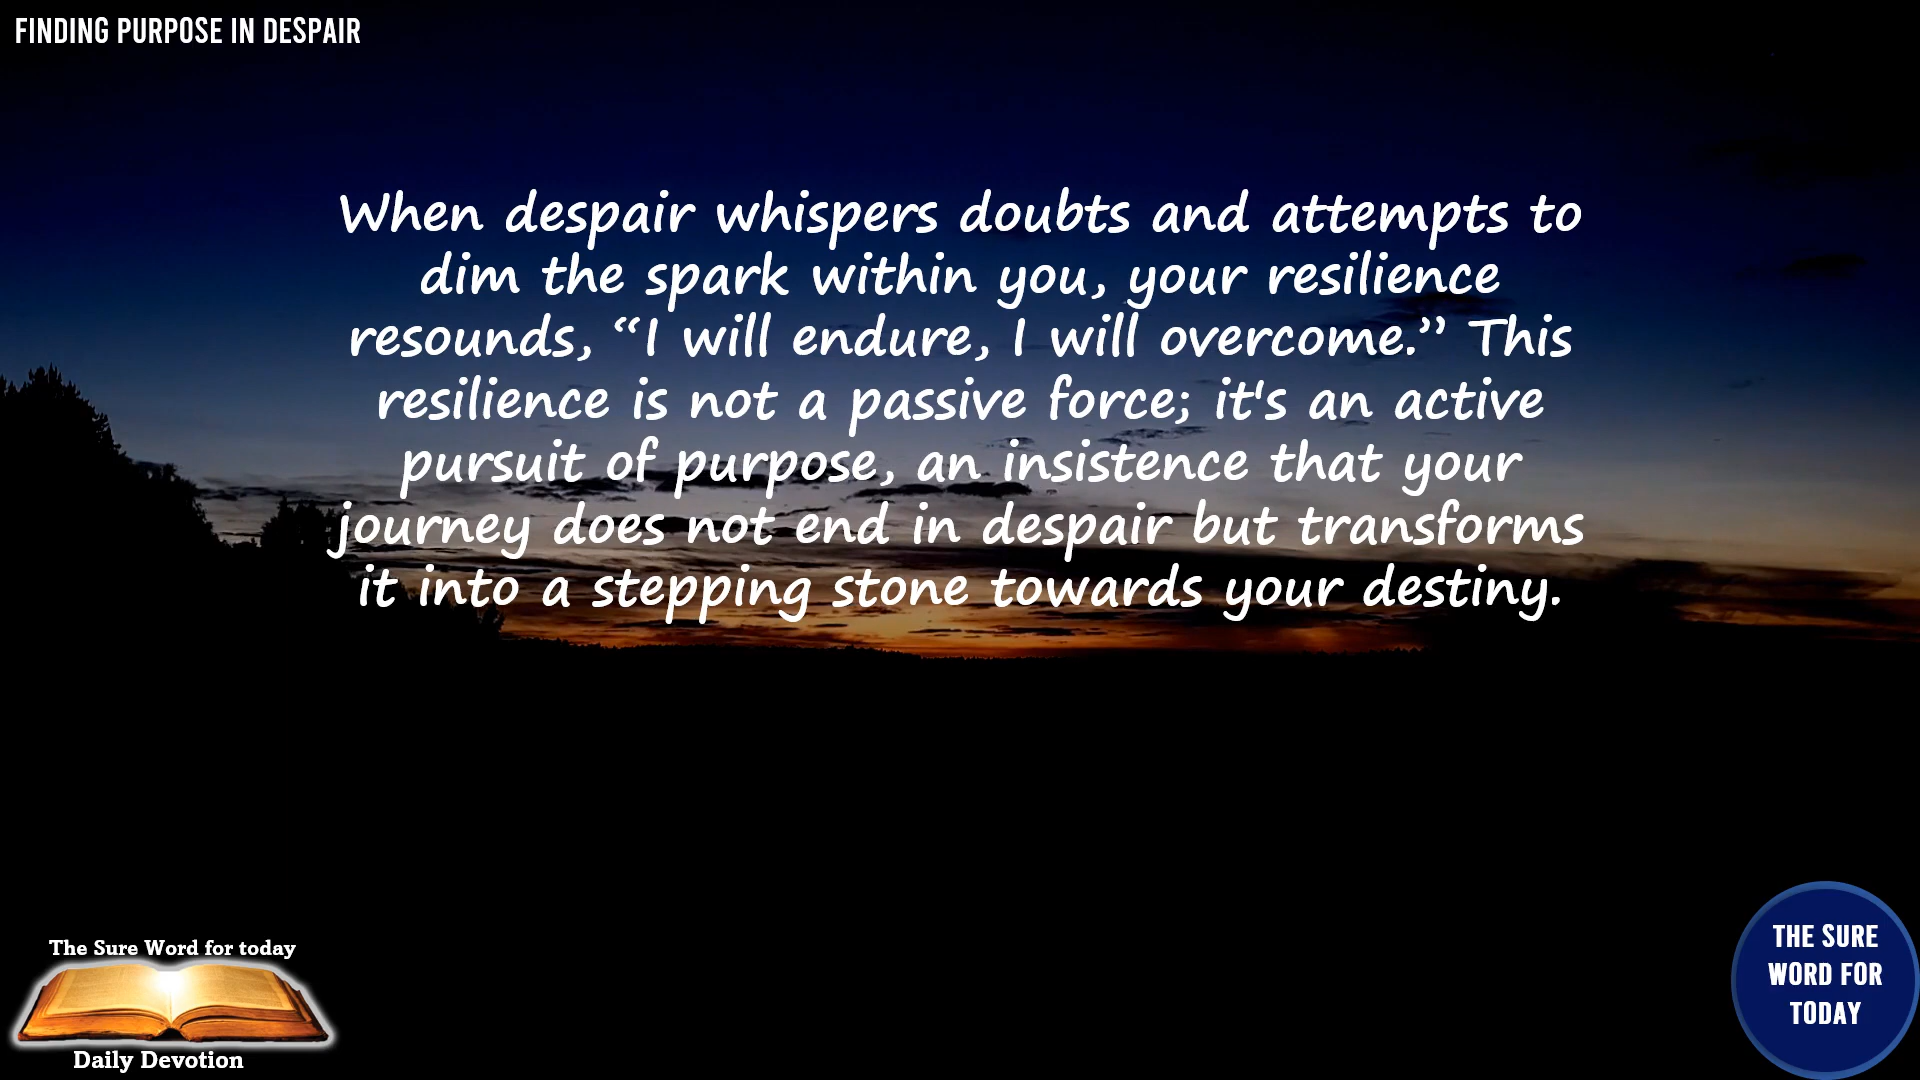 FINDING PURPOSE IN DESPAIR
When despair whispers doubts and attempts to
dim the spark within you, your resilience
resounds, “I will endure, I will overcome.” This
resilience is not a passive force; it's an active
pursuit of purpose, an insistence that your
journey does not end in despair but transforms
it into a stepping stone towards your destiny.
The Sure Word for today
Daily Devotion
THE SURE
WORD FOR
TODAY